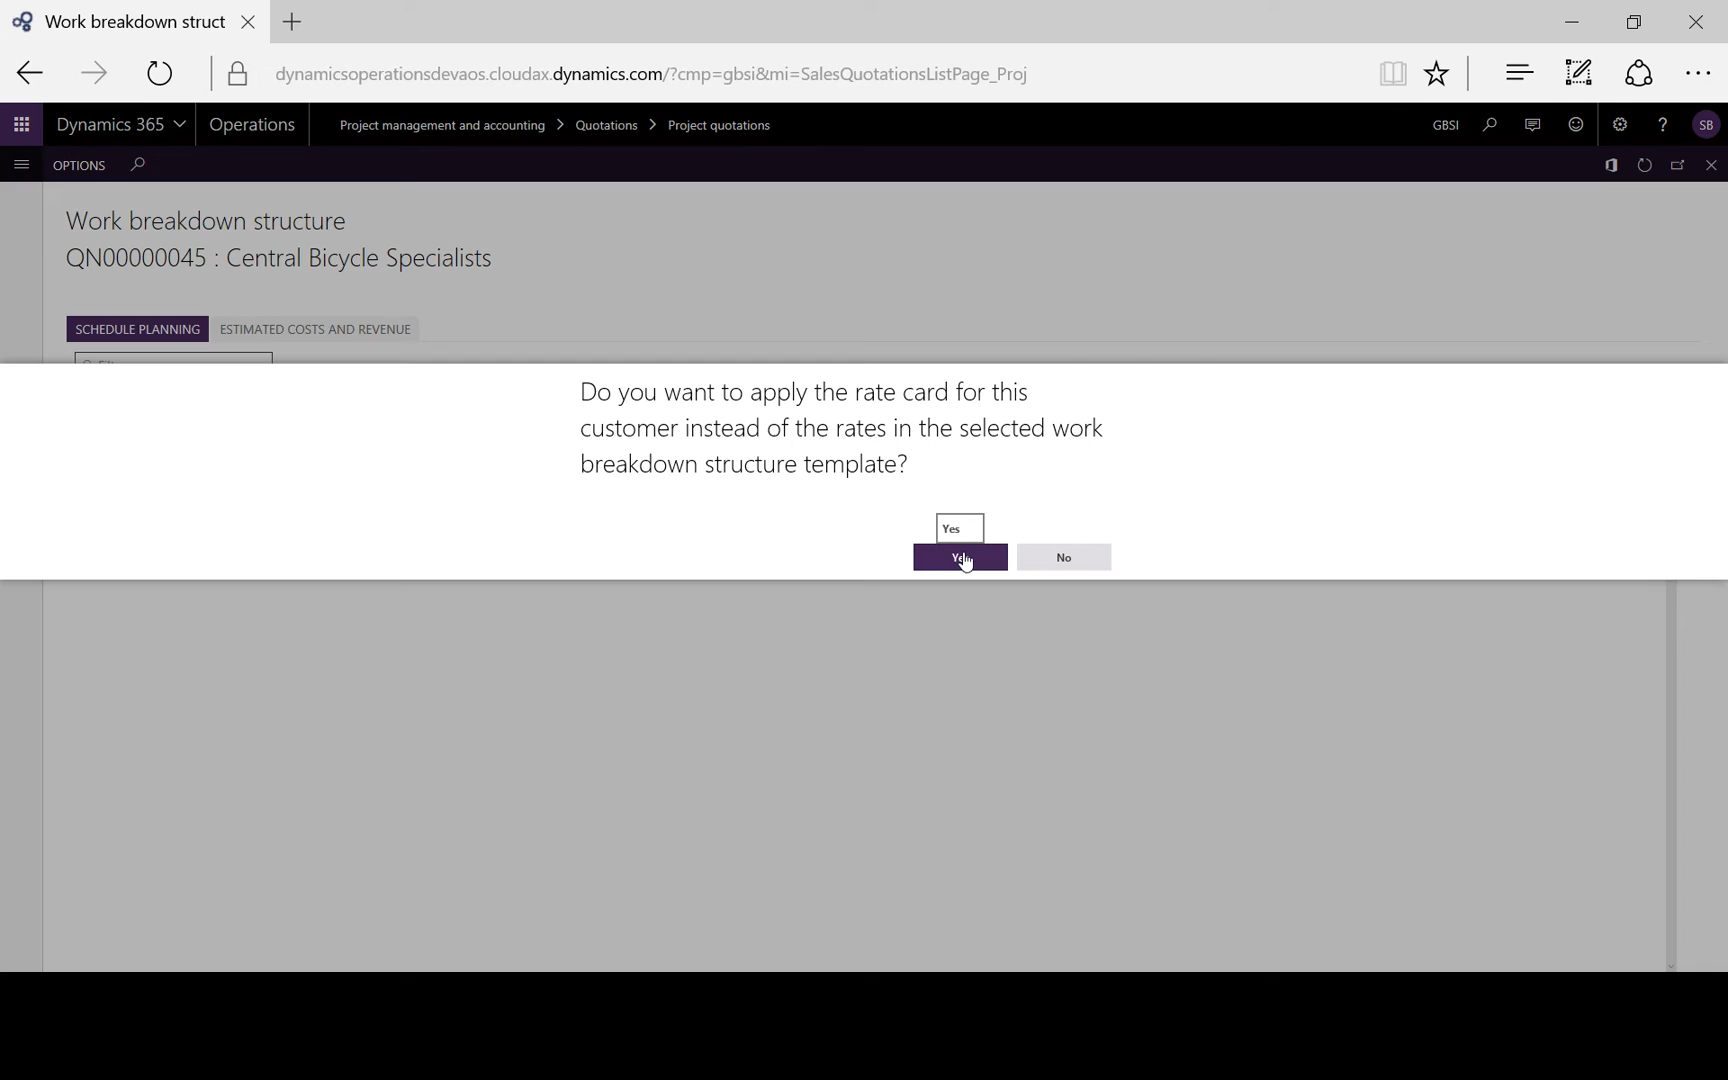 Work breakdown struct
dynamicsoperationsdevaos.cloudax.dynamics.com/?cmp=gbsi&mi=SalesQuotationsListPage_Proj
Dynamics 365 Operations Project management and accounting > Quotations > Project quotations GBSI ? SB
OPTIONS
Work breakdown structure
QN00000045 : Central Bicycle Specialists
SCHEDULE PLANNING ESTIMATED COSTS AND REVENUE
Do you want to apply the rate card for this
customer instead of the rates in the selected work
breakdown structure template?
Yes
Yes No